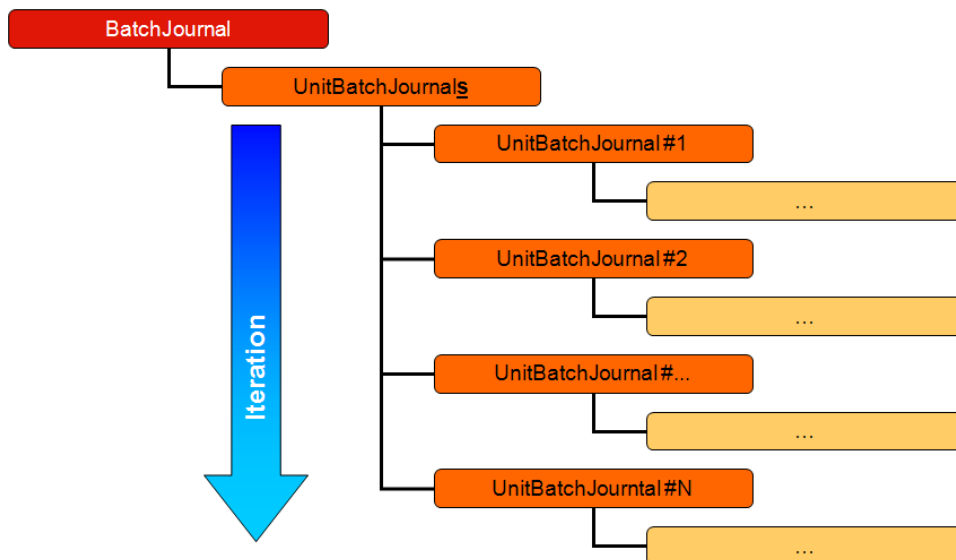 BatchJournal
UnitBatchJournals
UnitBatchJournal #1
...
UnitBatchJournal #2
...
UnitBatchJournal #...
...
UnitBatchJourntal #N
...
Iteration